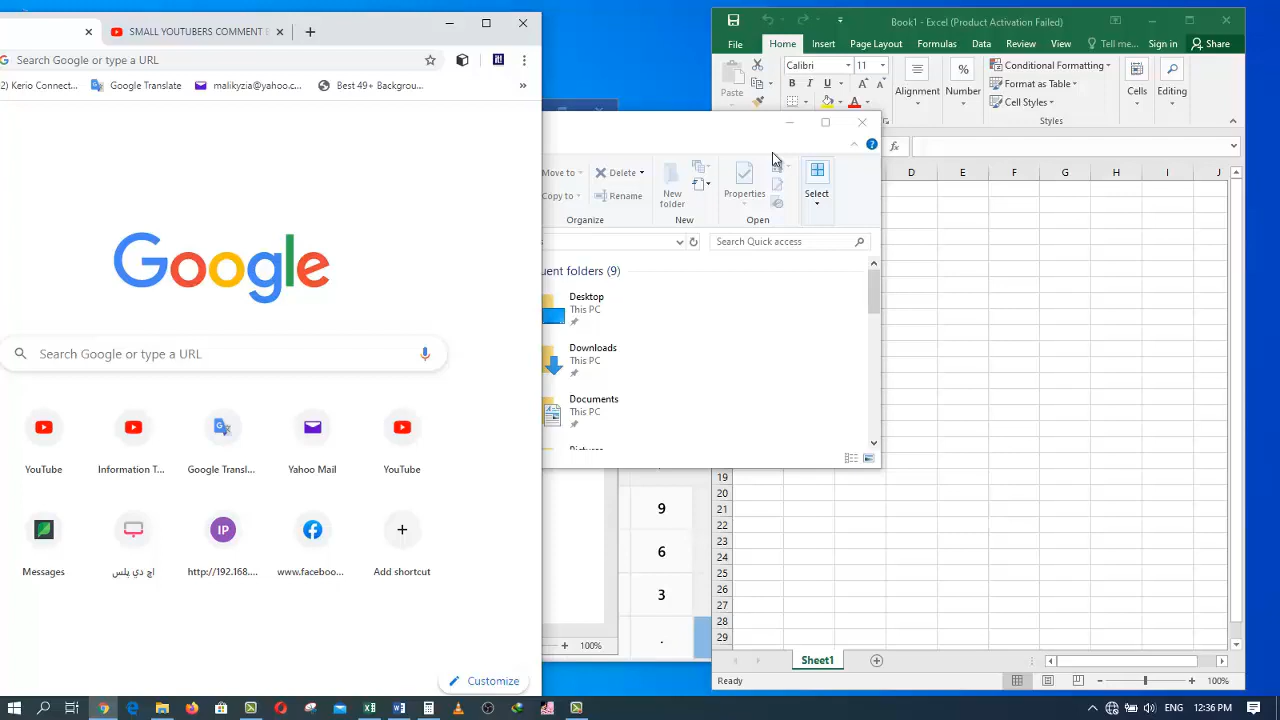 SMALL YOUTUBERS COMMENT
Search Google or type a URL
) Kerio Connect...
Google Translate
malikyzia@yahoo....
Best 49+ Backgrou...
»
Google
Search Google or type a URL
YouTube
Information T...
Google Transl...
Yahoo Mail
YouTube
IP
Messages
اچ دي پلس
http://192.168....
www.faceboo...
Add shortcut
Customize
Move to
Copy to
Delete
Rename
Organize
New folder
New
Properties
Open
Select
Search Quick access
uent folders (9)
Desktop
This PC
Downloads
This PC
Documents
This PC
9
6
3
.
100%
Book1 - Excel (Product Activation Failed)
File
Home
Insert
Page Layout
Formulas
Data
Review
View
Tell me...
Sign in
Share
Paste
Calibri
11
B
I
U
A
Alignment
%
Number
Conditional Formatting
Format as Table
Cell Styles
Styles
Cells
Editing
fx
D E F G H I J
19
20
21
22
23
24
25
26
27
28
29
Sheet1
Ready
100%
ENG
12:36 PM